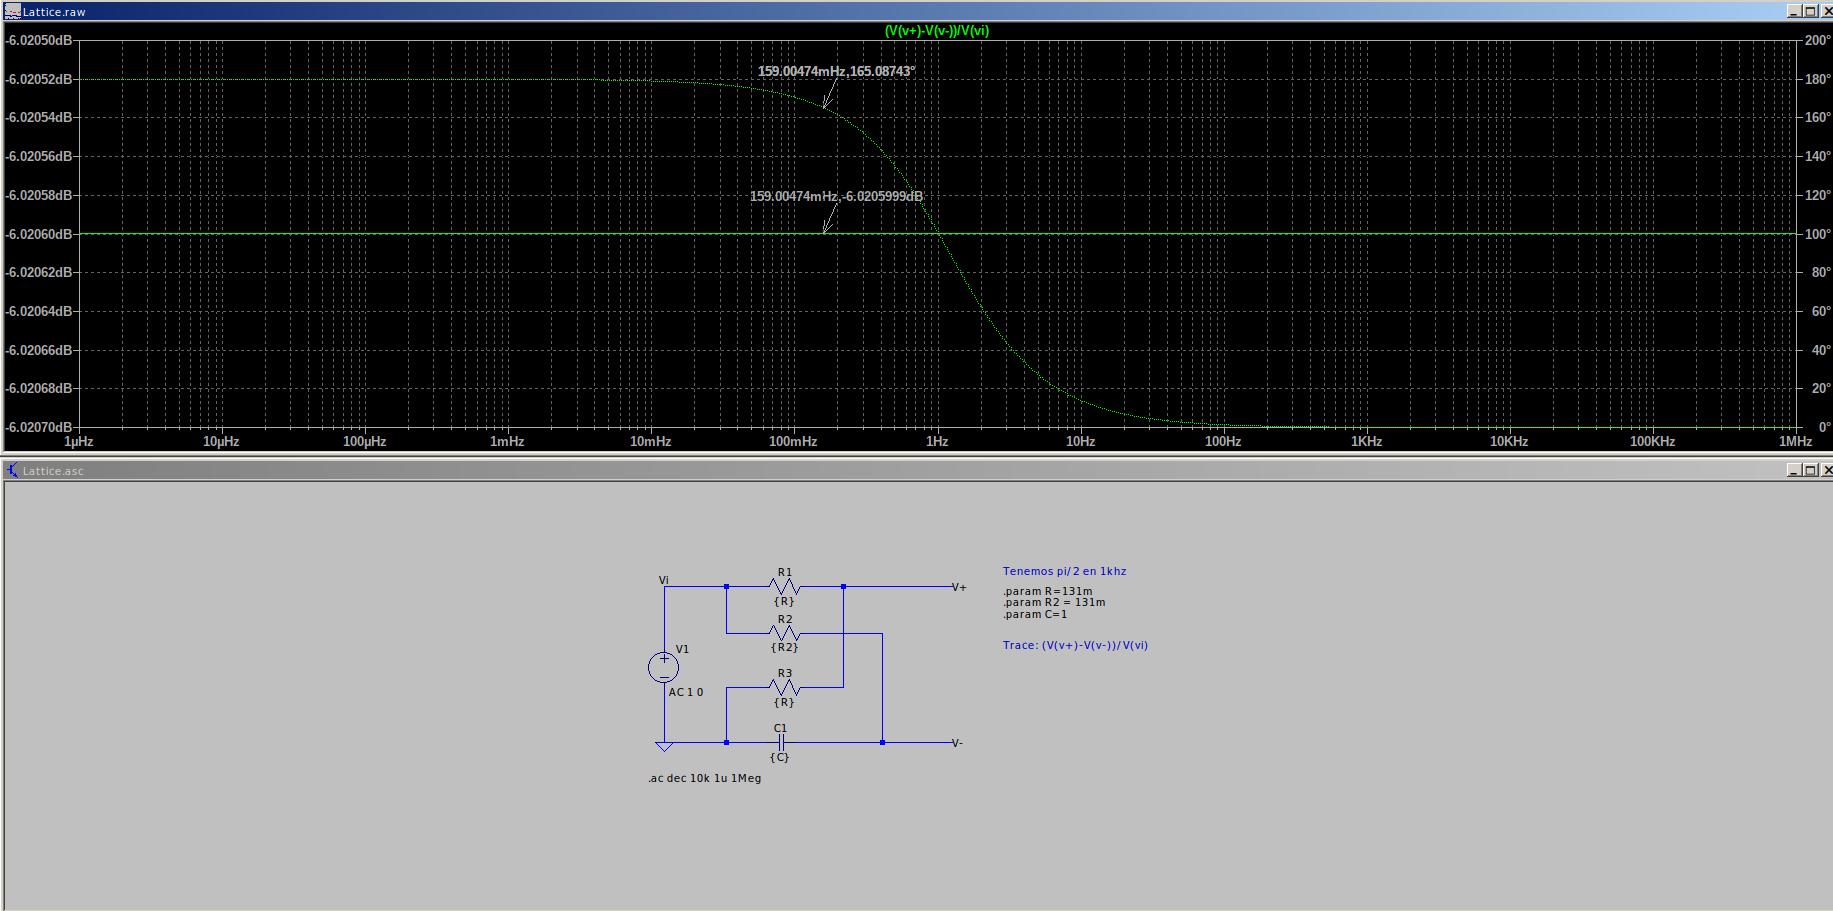 Lattice.raw
(V(v+)-V(v-))/V(vi)
-6.02050dB
-6.02052dB
-6.02054dB
-6.02056dB
-6.02058dB
-6.02060dB
-6.02062dB
-6.02064dB
-6.02066dB
-6.02068dB
-6.02070dB
159.00474mHz,165.08743°
159.00474mHz,-6.0205999dB
200°
180°
160°
140°
120°
100°
80°
60°
40°
20°
0°
1µHz 10µHz 100µHz 1mHz 10mHz 100mHz 1Hz 10Hz 100Hz 1KHz 10KHz 100KHz 1MHz
Lattice.asc
Vi
R1
{R}
V+
R2
{R2}
V1
AC 1 0
R3
{R}
C1
{C}
V-
.ac dec 10k 1u 1Meg
Tenemos pi/2 en 1khz
.param R=131m
.param R2 = 131m
.param C=1
Trace: (V(v+)-V(v-))/V(vi)